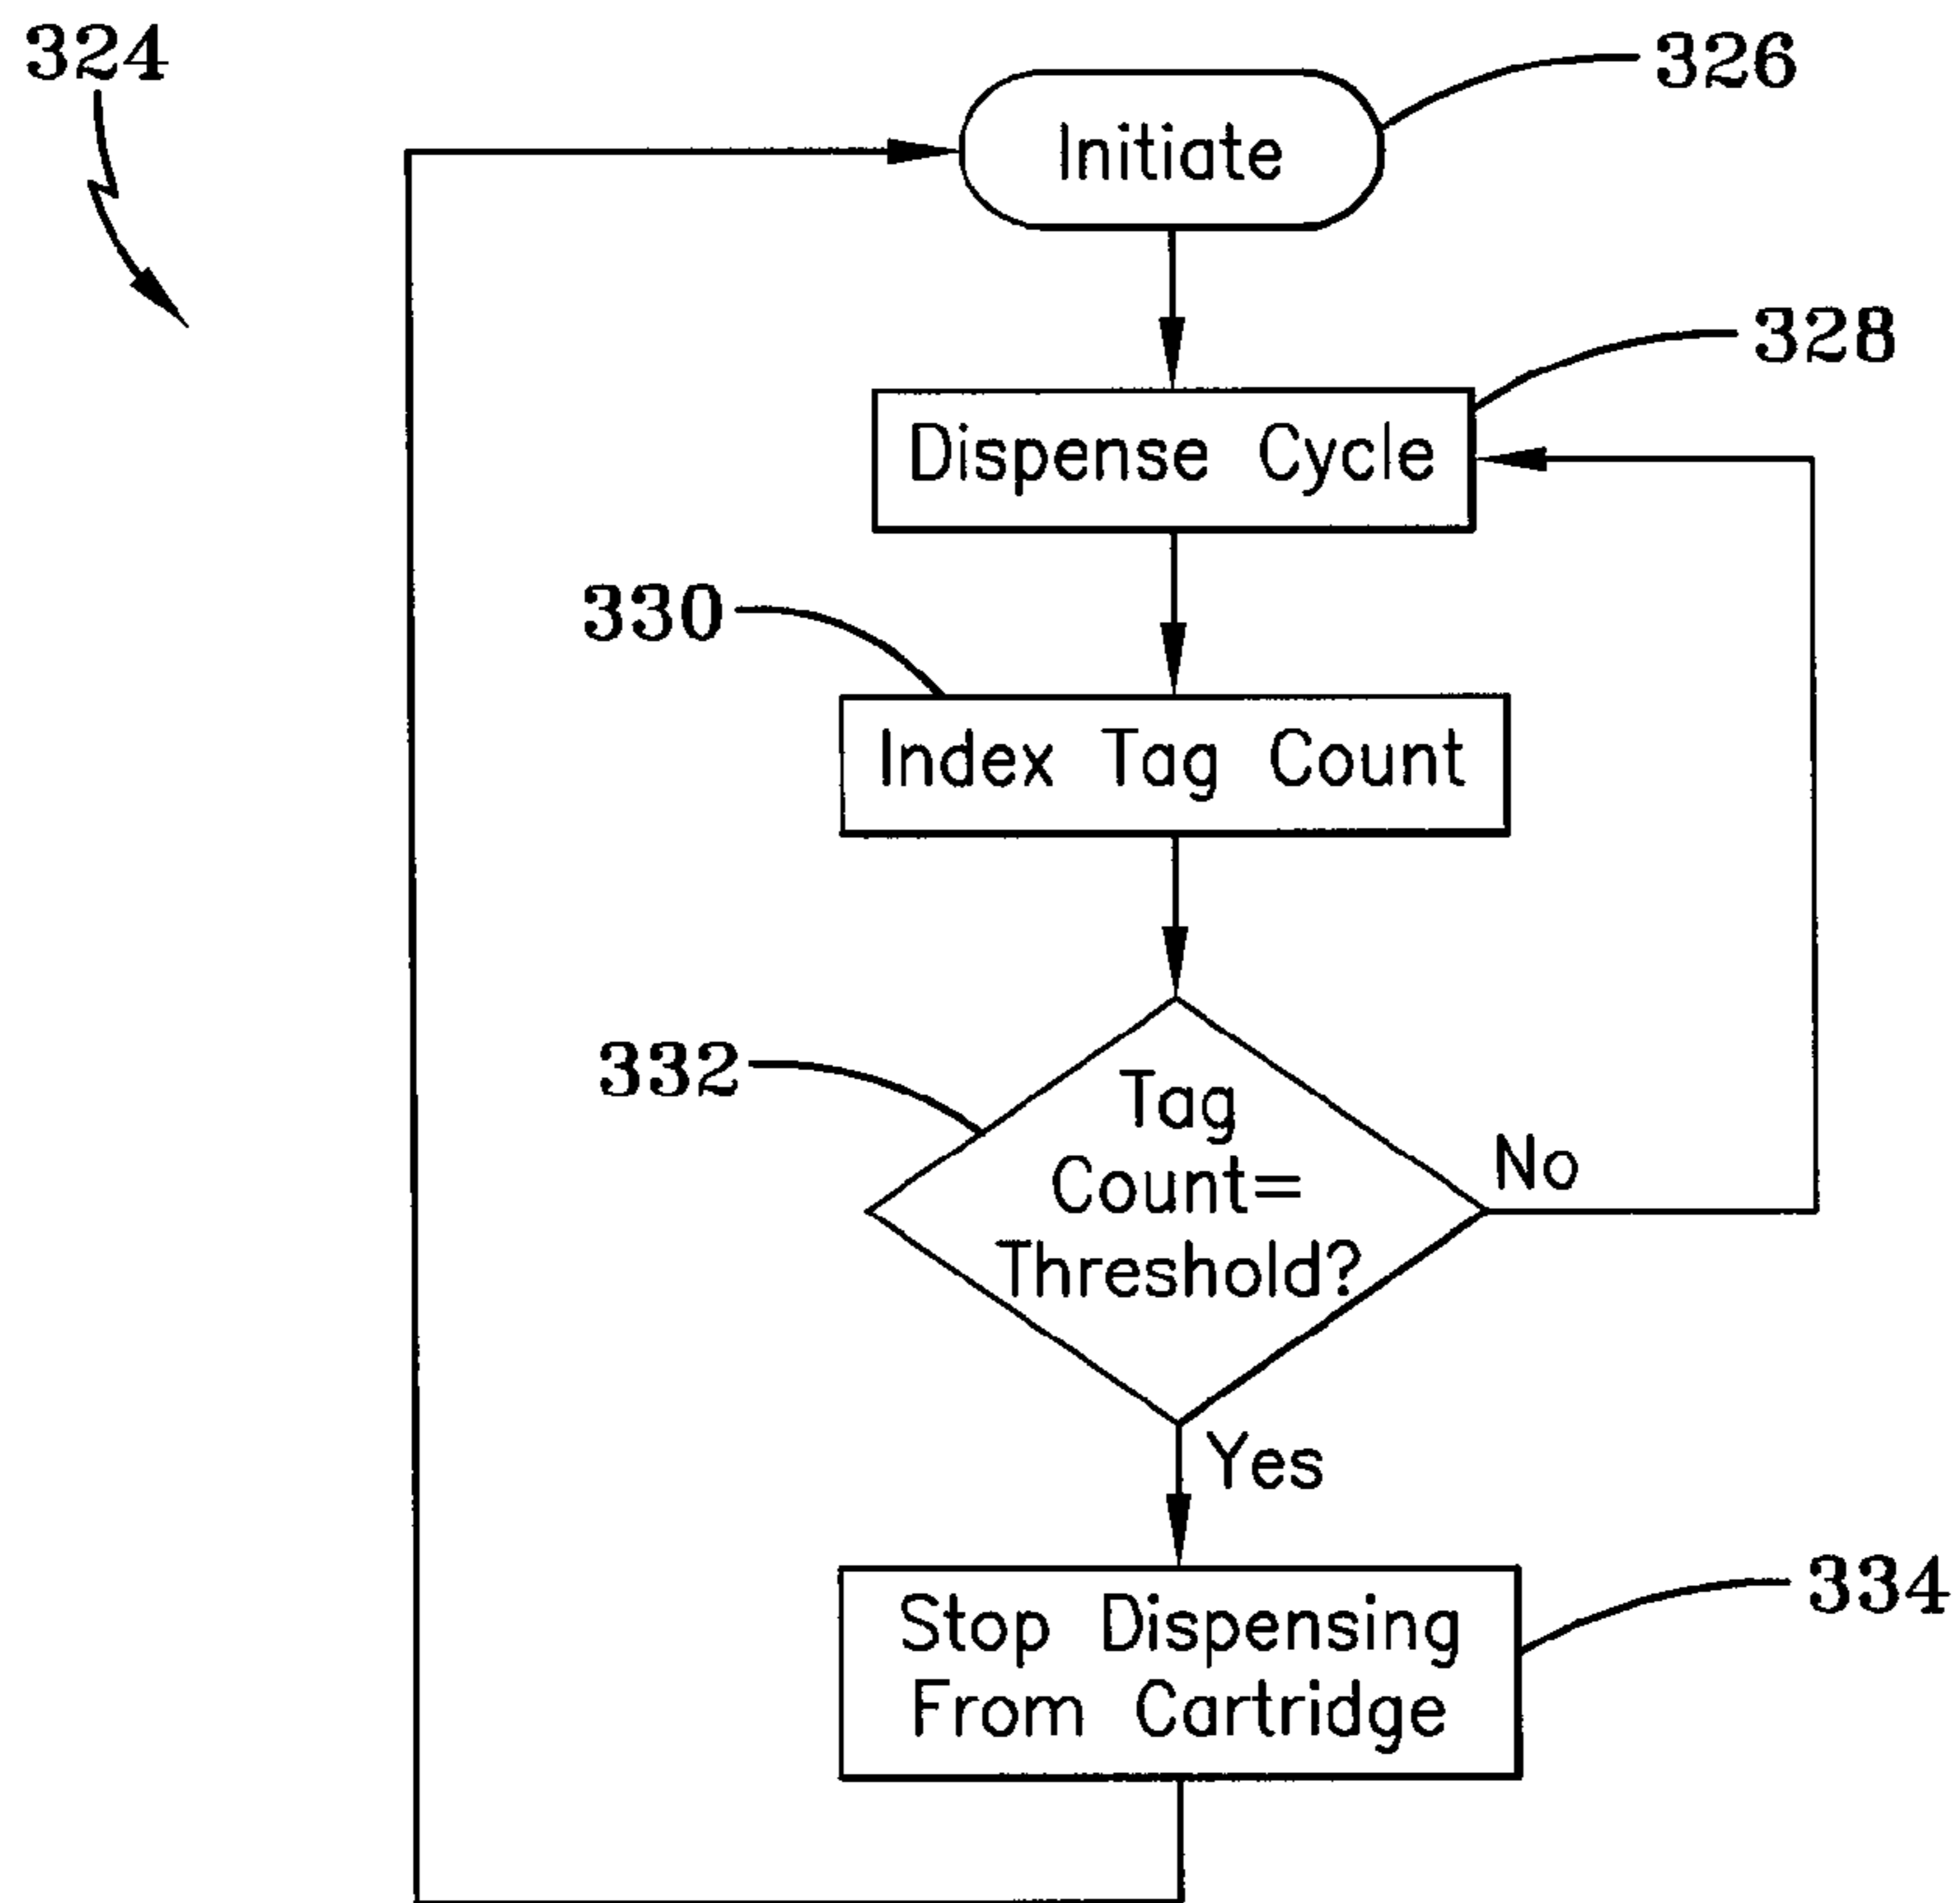 324
326
Initiate
328
Dispense Cycle
330
Index Tag Count
332
Tag
Count=
Threshold?
No
Yes
334
Stop Dispensing
From Cartridge